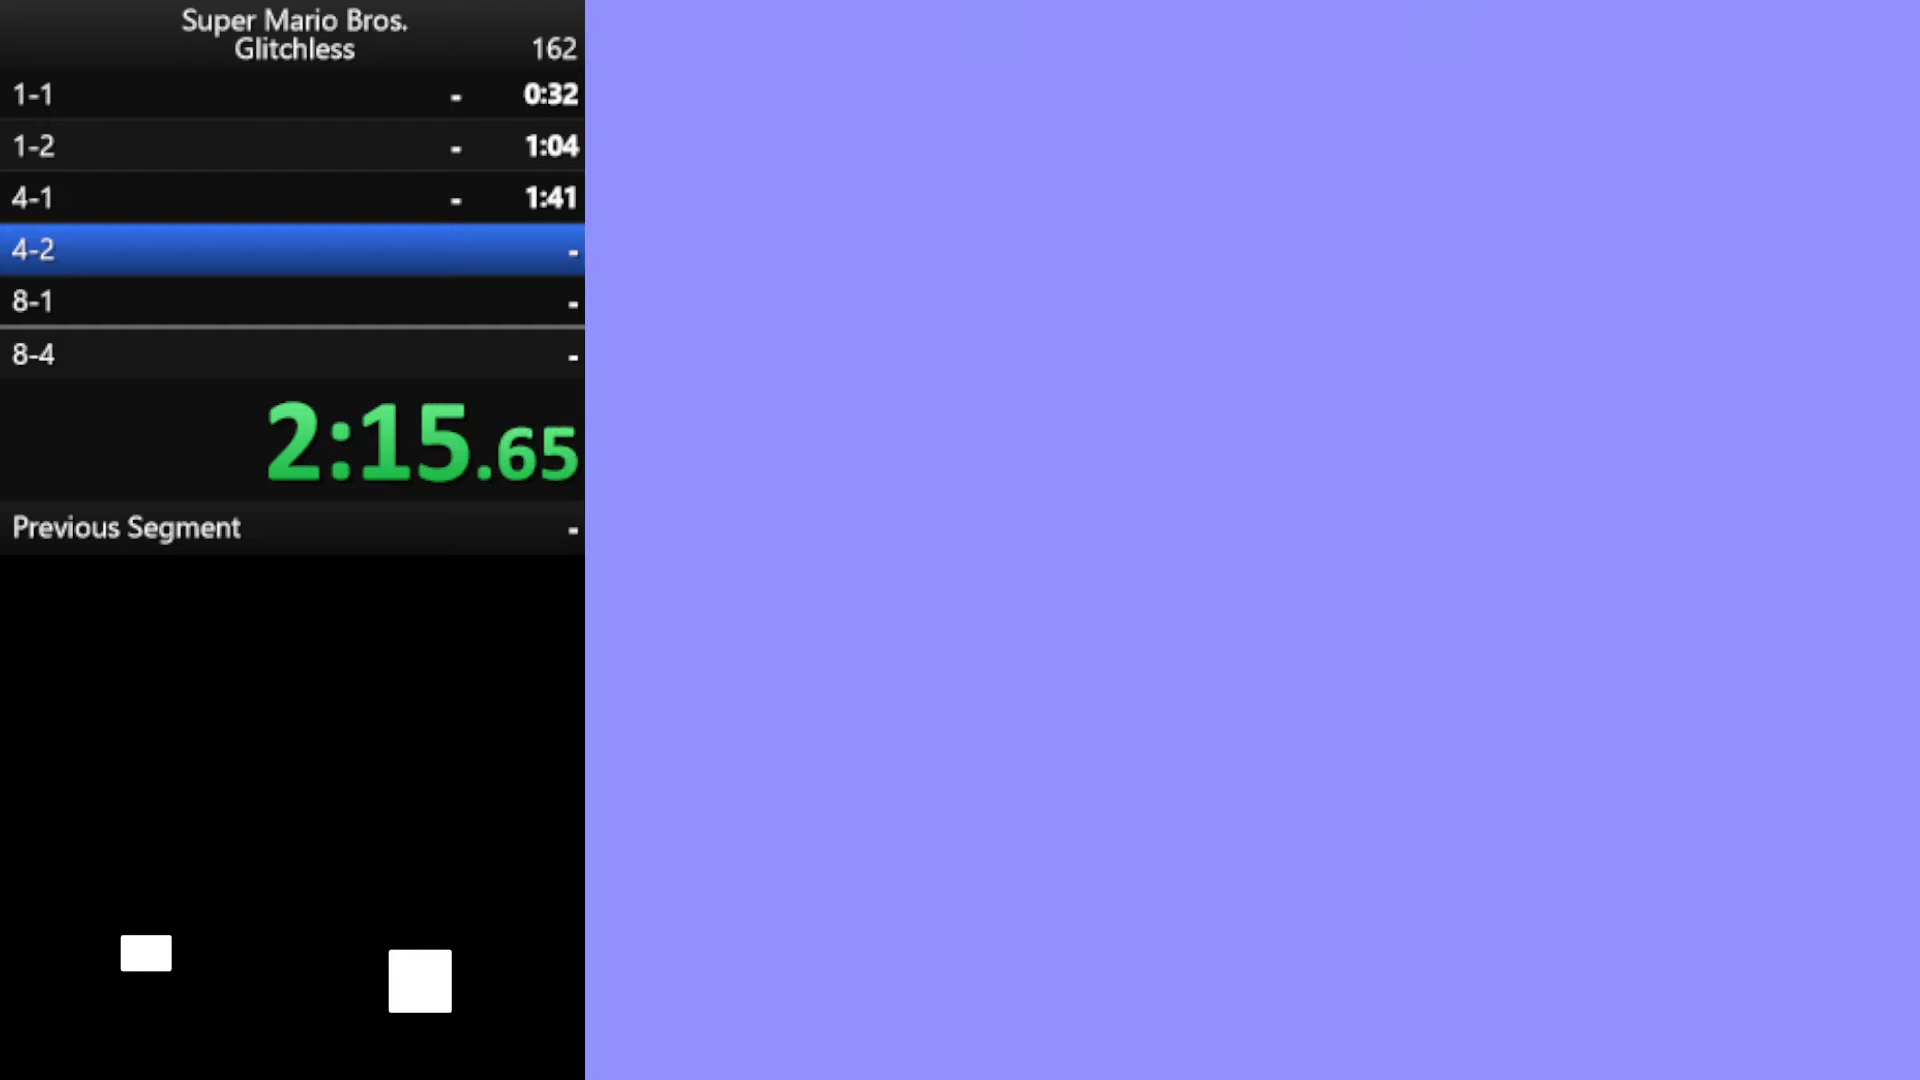 Super Mario Bros.
Glitchless 162
1-1 - 0:32
1-2 - 1:04
4-1 - 1:41
4-2 -
8-1 -
8-4 -
2:15.65
Previous Segment -